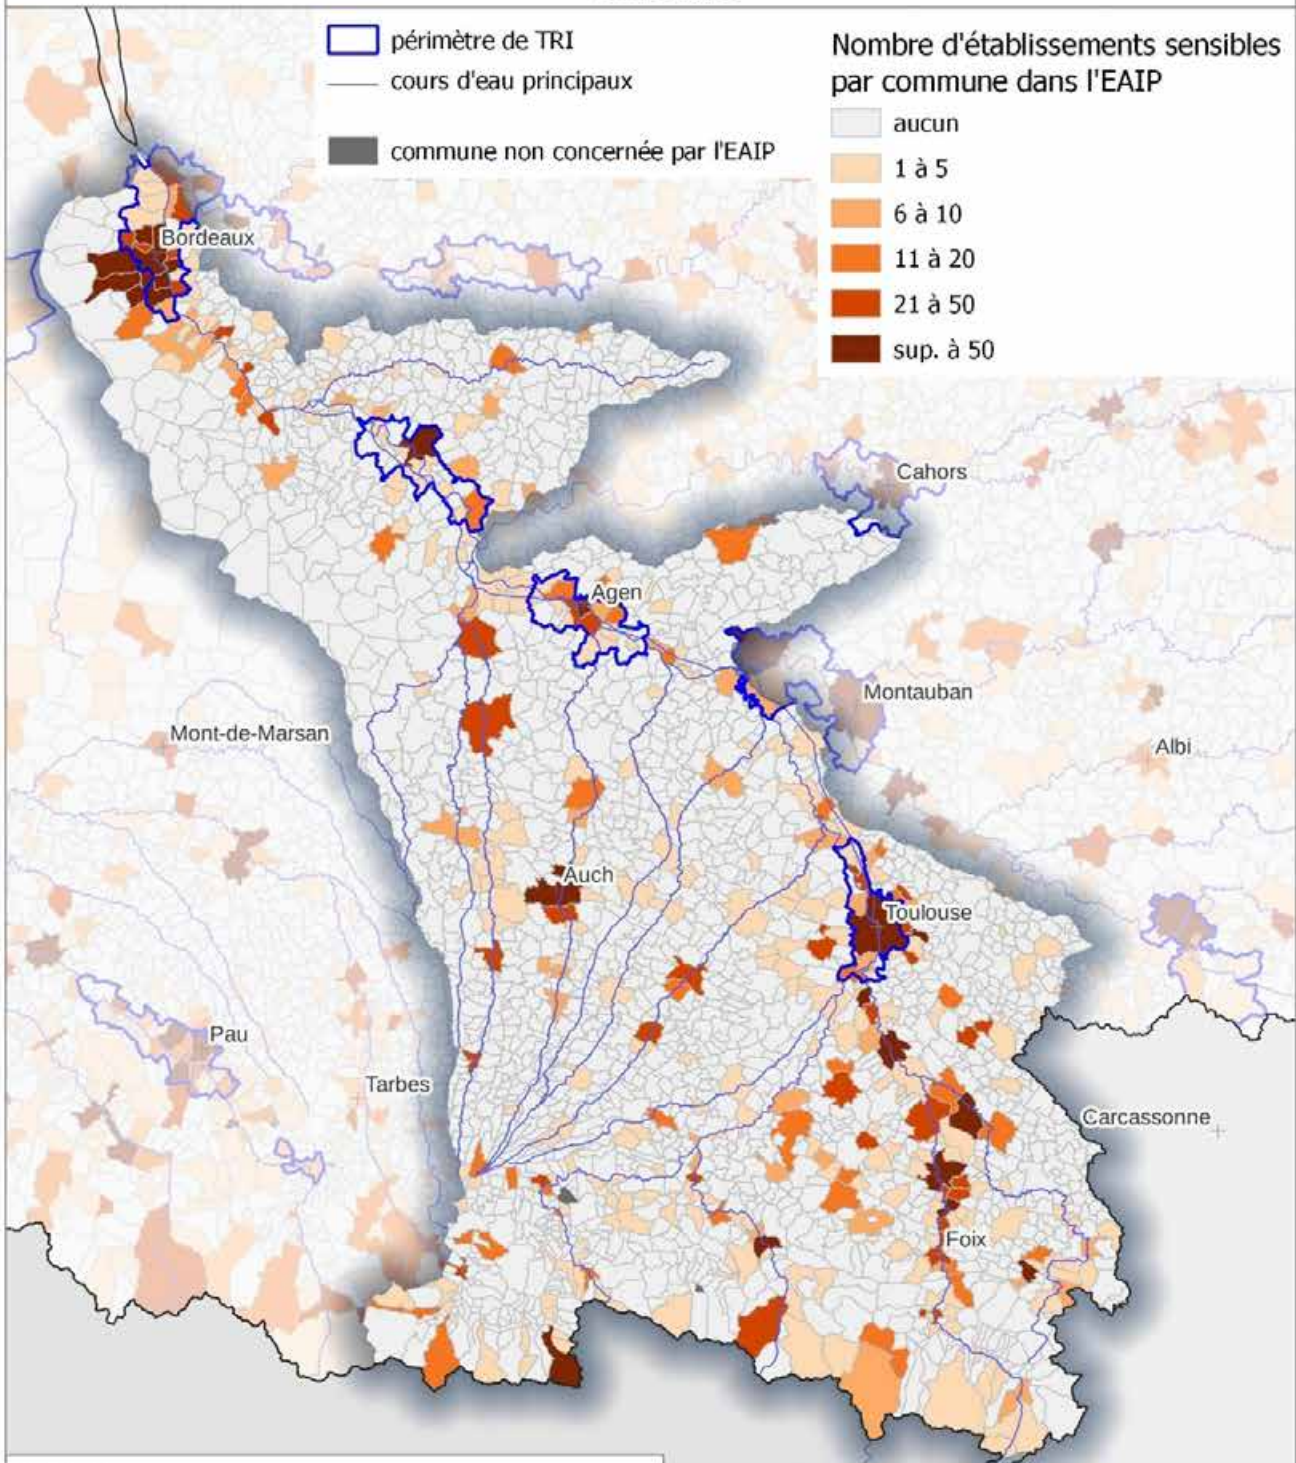 périmètre de TRI
cours d'eau principaux
commune non concernée par l'EAIP
Nombre d'établissements sensibles
par commune dans l'EAIP
aucun
1 à 5
6 à 10
11 à 20
21 à 50
sup. à 50
Bordeaux
Cahors
Agen
Montauban
Mont-de-Marsan
Albi
Auch
Toulouse
Pau
Tarbes
Carcassonne
Foix